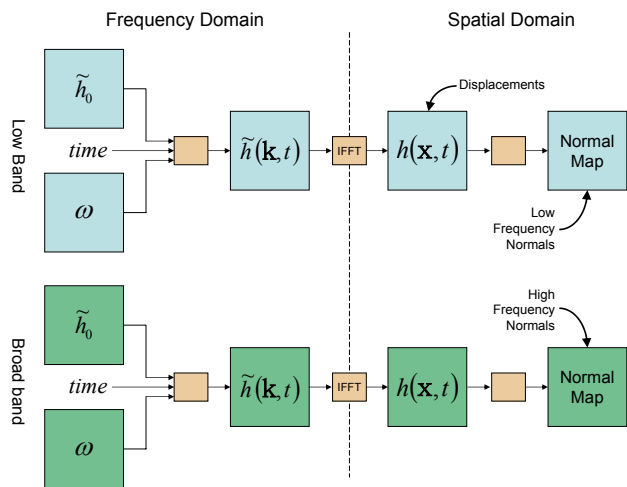 Frequency Domain
Spatial Domain
Low Band
h̃₀
time
ω
h̃(𝐤,t)
IFFT
Displacements
h(𝐱,t)
Normal
Map
Low
Frequency
Normals
Broad band
h̃₀
time
ω
h̃(𝐤,t)
IFFT
h(𝐱,t)
High
Frequency
Normals
Normal
Map